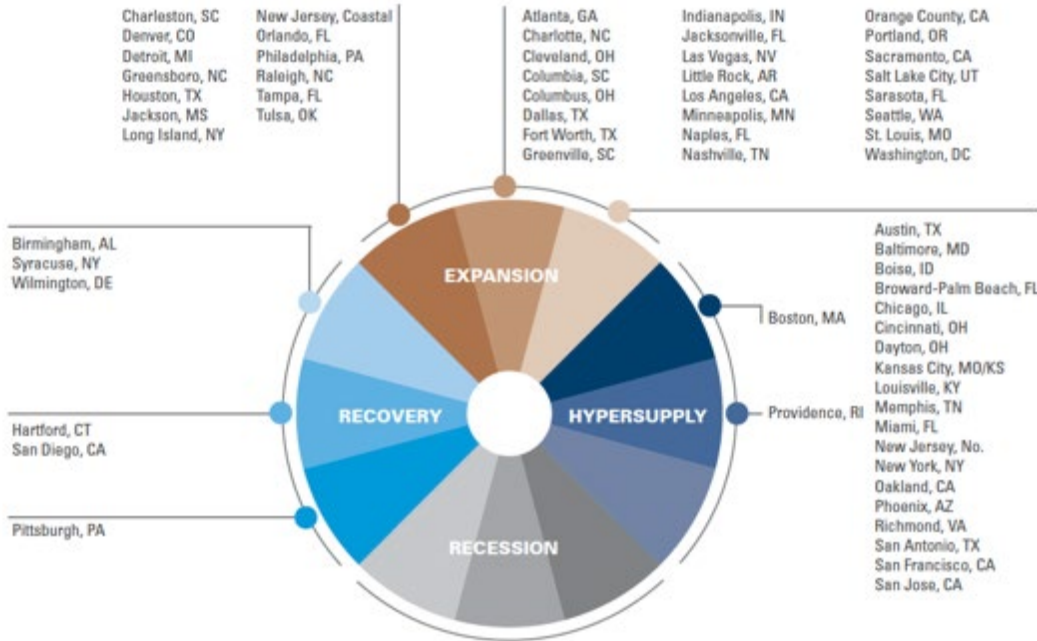 Charleston, SC
Denver, CO
Detroit, MI
Greensboro, NC
Houston, TX
Jackson, MS
Long Island, NY
New Jersey, Coastal
Orlando, FL
Philadelphia, PA
Raleigh, NC
Tampa, FL
Tulsa, OK
Atlanta, GA
Charlotte, NC
Cleveland, OH
Columbia, SC
Columbus, OH
Dallas, TX
Fort Worth, TX
Greenville, SC
Indianapolis, IN
Jacksonville, FL
Las Vegas, NV
Little Rock, AR
Los Angeles, CA
Minneapolis, MN
Naples, FL
Nashville, TN
Orange County, CA
Portland, OR
Sacramento, CA
Salt Lake City, UT
Sarasota, FL
Seattle, WA
St. Louis, MO
Washington, DC
Birmingham, AL
Syracuse, NY
Wilmington, DE
Hartford, CT
San Diego, CA
Pittsburgh, PA
EXPANSION
RECOVERY
HYPERSUPPLY
RECESSION
Boston, MA
Providence, RI
Austin, TX
Baltimore, MD
Boise, ID
Broward-Palm Beach, FL
Chicago, IL
Cincinnati, OH
Dayton, OH
Kansas City, MO/KS
Louisville, KY
Memphis, TN
Miami, FL
New Jersey, No.
New York, NY
Oakland, CA
Phoenix, AZ
Richmond, VA
San Antonio, TX
San Francisco, CA
San Jose, CA